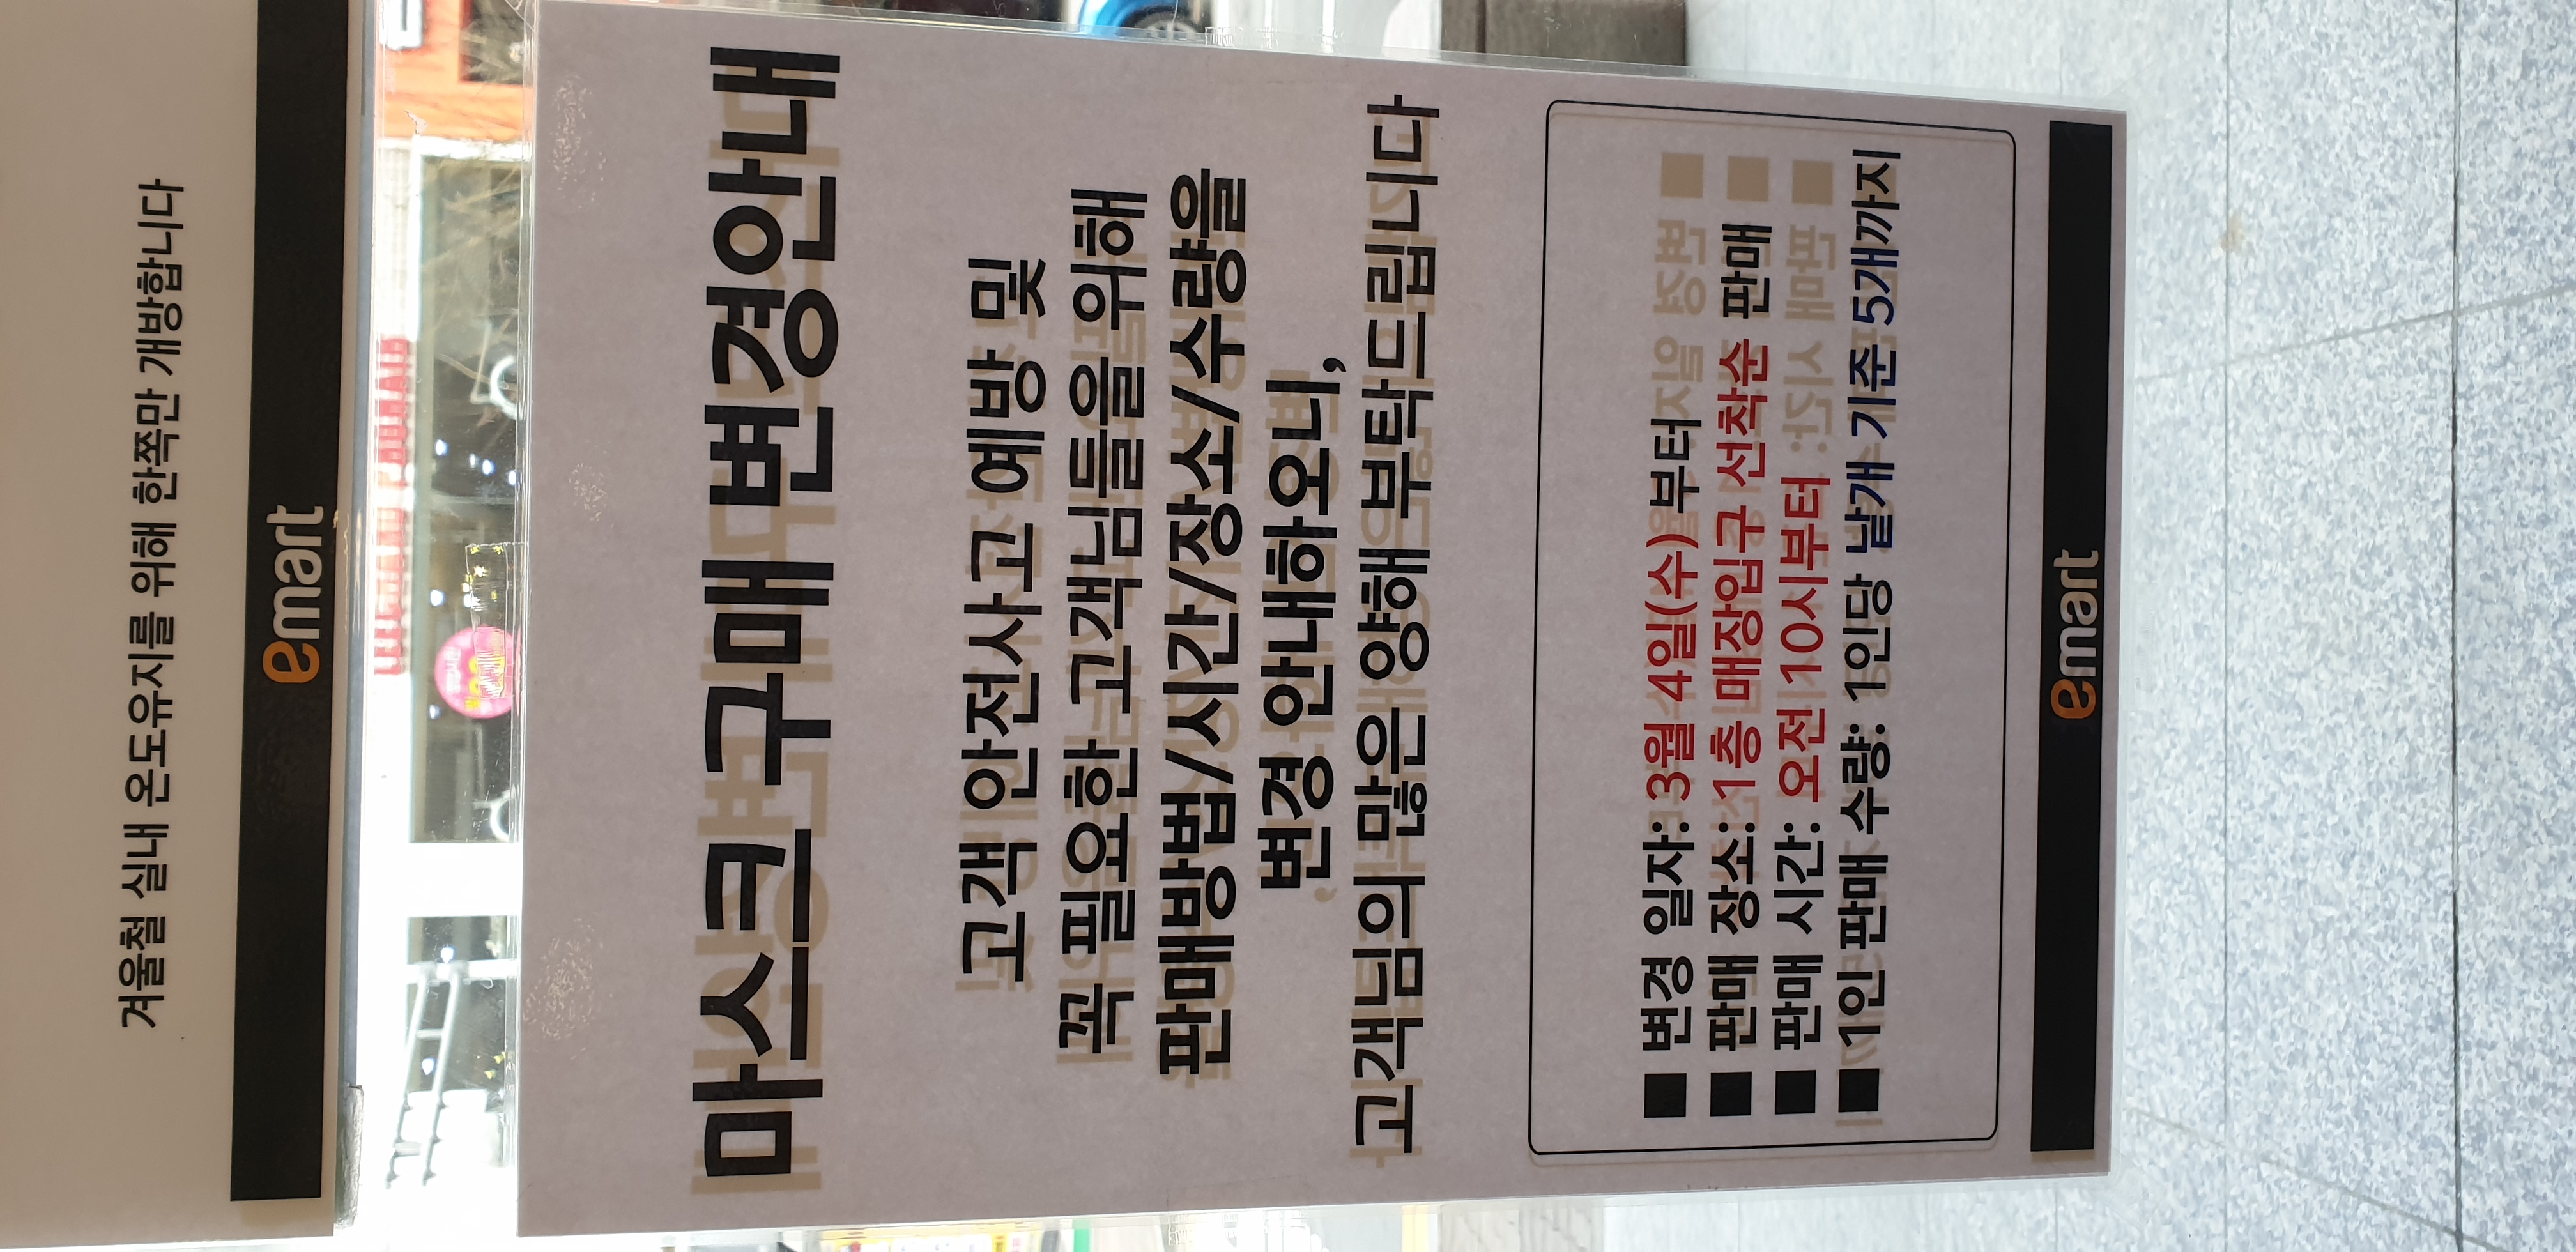 겨울철 실내 온도유지를 위해 한쪽만 개방합니다
emart
마스크구매 변경안내
고객 안전사고 예방 및
꼭 필요한 고객님들을 위해
판매방법/시간/장소/수량을
변경 안내하오니,
고객님의 많은 양해 부탁드립니다
■ 변경 일자: 3월 4일(수)부터
■ 판매 장소: 1층 매장입구 선착순 판매
■ 판매 시간: 오전 10시부터
■ 1인 판매 수량: 1인당 낱개 기준 5개까지
emart